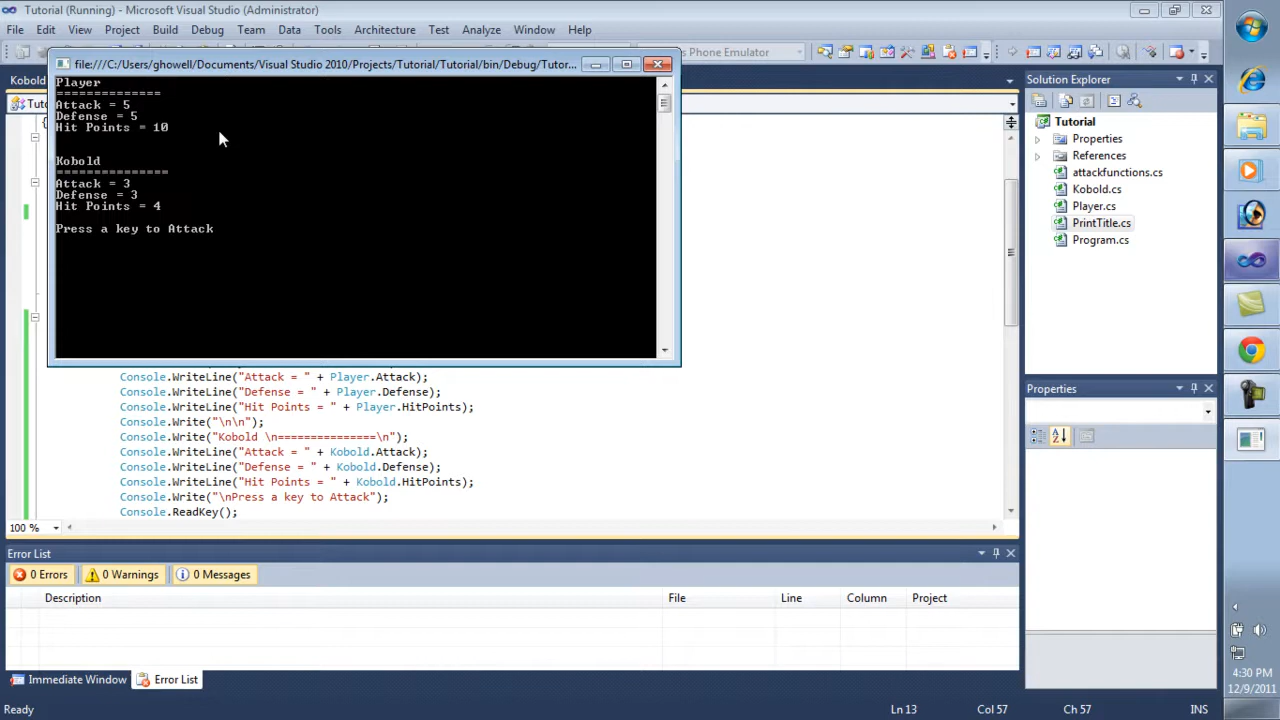 Tutorial (Running) - Microsoft Visual Studio (Administrator)
File Edit View Project Build Debug Team Data Tools Architecture Test Analyze Window Help
Phone Emulator
file:///C:/Users/ghowell/Documents/Visual Studio 2010/Projects/Tutorial/Tutorial/bin/Debug/Tutor...
Kobold
Player
==============
Attack = 5
Defense = 5
Hit Points = 10
Kobold
===============
Attack = 3
Defense = 3
Hit Points = 4
Press a key to Attack
Console.WriteLine("Attack = " + Player.Attack);
Console.WriteLine("Defense = " + Player.Defense);
Console.WriteLine("Hit Points = " + Player.HitPoints);
Console.Write("\n\n");
Console.Write("Kobold \n===============\n");
Console.WriteLine("Attack = " + Kobold.Attack);
Console.WriteLine("Defense = " + Kobold.Defense);
Console.WriteLine("Hit Points = " + Kobold.HitPoints);
Console.Write("\nPress a key to Attack");
Console.ReadKey();
100 %
Solution Explorer
Tutorial
Properties
References
attackfunctions.cs
Kobold.cs
Player.cs
PrintTitle.cs
Program.cs
Properties
Error List
0 Errors 0 Warnings 0 Messages
Description File Line Column Project
Immediate Window Error List
Ready Ln 13 Col 57 Ch 57 INS
4:30 PM
12/9/2011